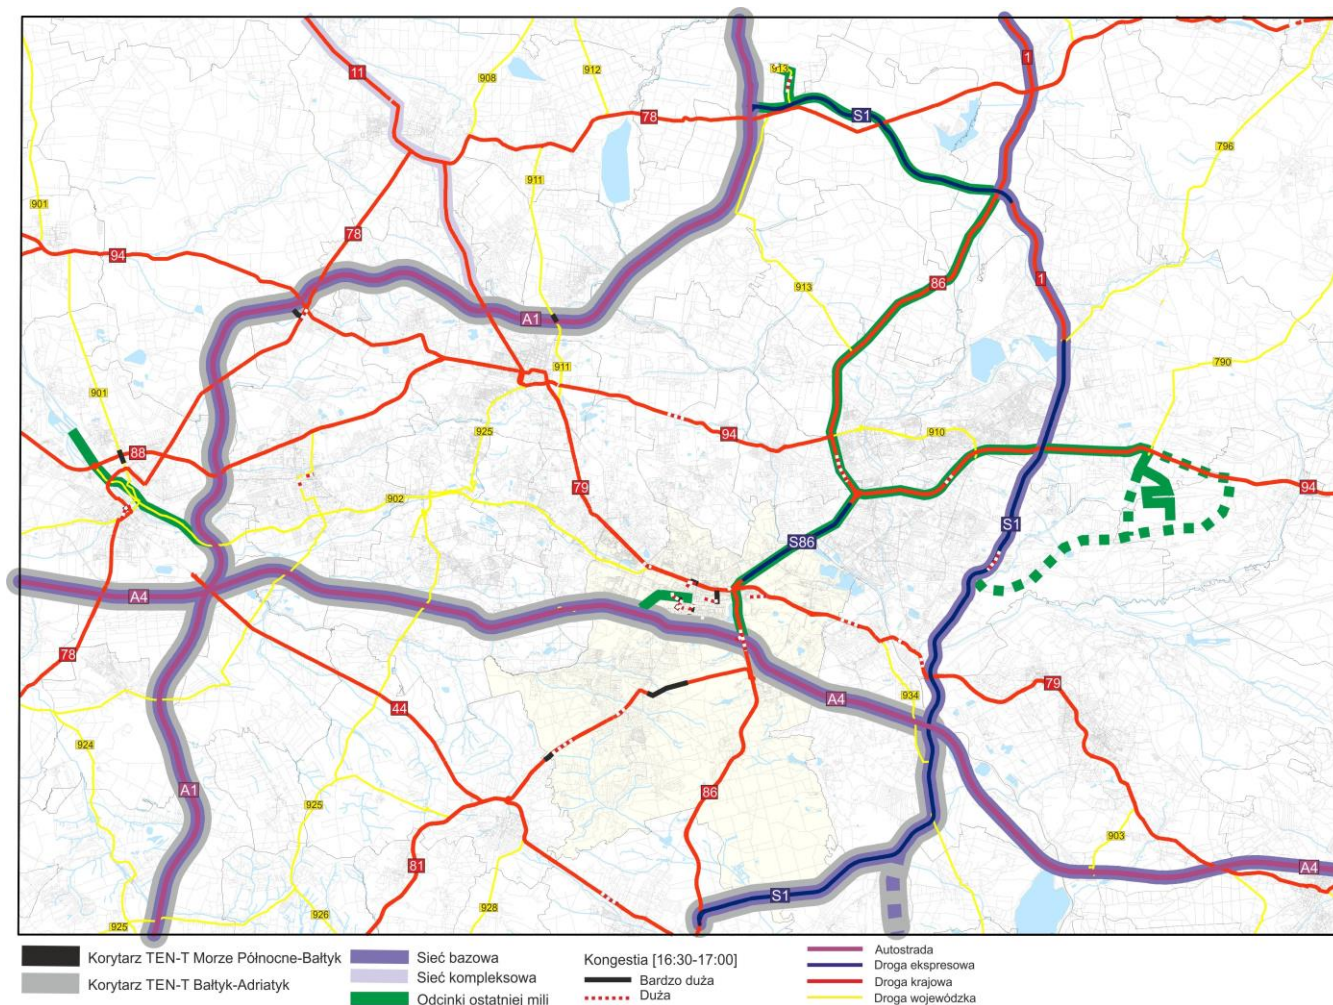 1
11
908
912
913
S1
78
796
911
901
78
94
86
1
913
A1
911
790
901
925
94
910
88
79
902
94
S86
S1
A4
78
44
934
79
A4
924
A1
925
86
903
81
A4
S1
925
926
928
Korytarz TEN-T Morze Północne-Bałtyk
Korytarz TEN-T Bałtyk-Adriatyk
Sieć bazowa
Sieć kompleksowa
Odcinki ostatniej mili
Kongestia [16:30-17:00]
Bardzo duża
Duża
Autostrada
Droga ekspresowa
Droga krajowa
Droga wojewódzka